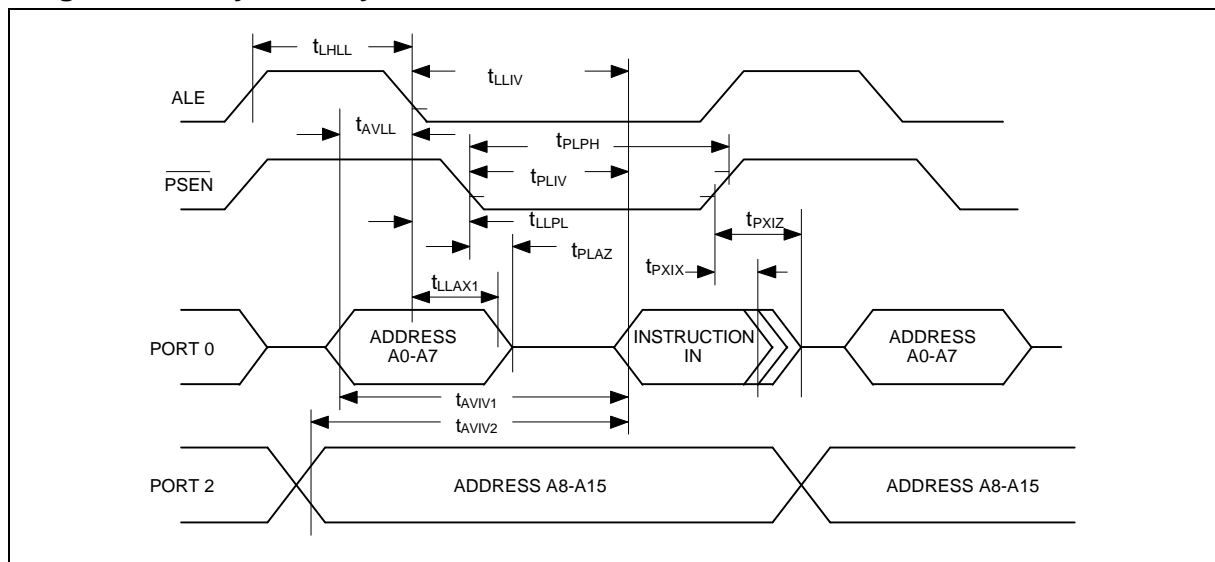 tLHLL
tLLIV
ALE
tAVLL
tPLPH
PSEN
tPLIV
tLLPL
tPXIZ
tPLAZ
tPXIX
tLLAX1
PORT 0
ADDRESS
A0-A7
INSTRUCTION
IN
ADDRESS
A0-A7
tAVIV1
tAVIV2
PORT 2
ADDRESS A8-A15
ADDRESS A8-A15